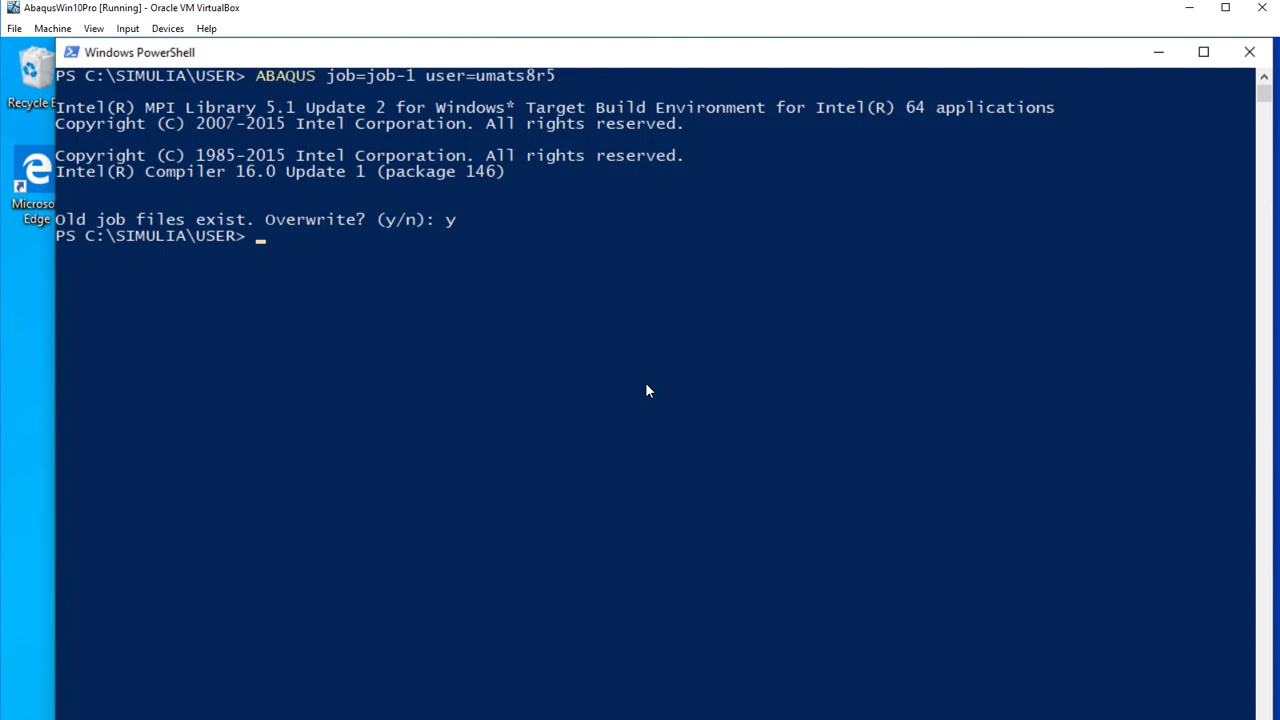 AbaqusWin10Pro [Running] - Oracle VM VirtualBox
File Machine View Input Devices Help
Windows PowerShell
Recycle B
Microso
Edge
PS C:\SIMULIA\USER> ABAQUS job=job-1 user=umats8r5
Intel(R) MPI Library 5.1 Update 2 for Windows* Target Build Environment for Intel(R) 64 applications
Copyright (C) 2007-2015 Intel Corporation. All rights reserved.
Copyright (C) 1985-2015 Intel Corporation. All rights reserved.
Intel(R) Compiler 16.0 Update 1 (package 146)
Old job files exist. Overwrite? (y/n): y
PS C:\SIMULIA\USER>